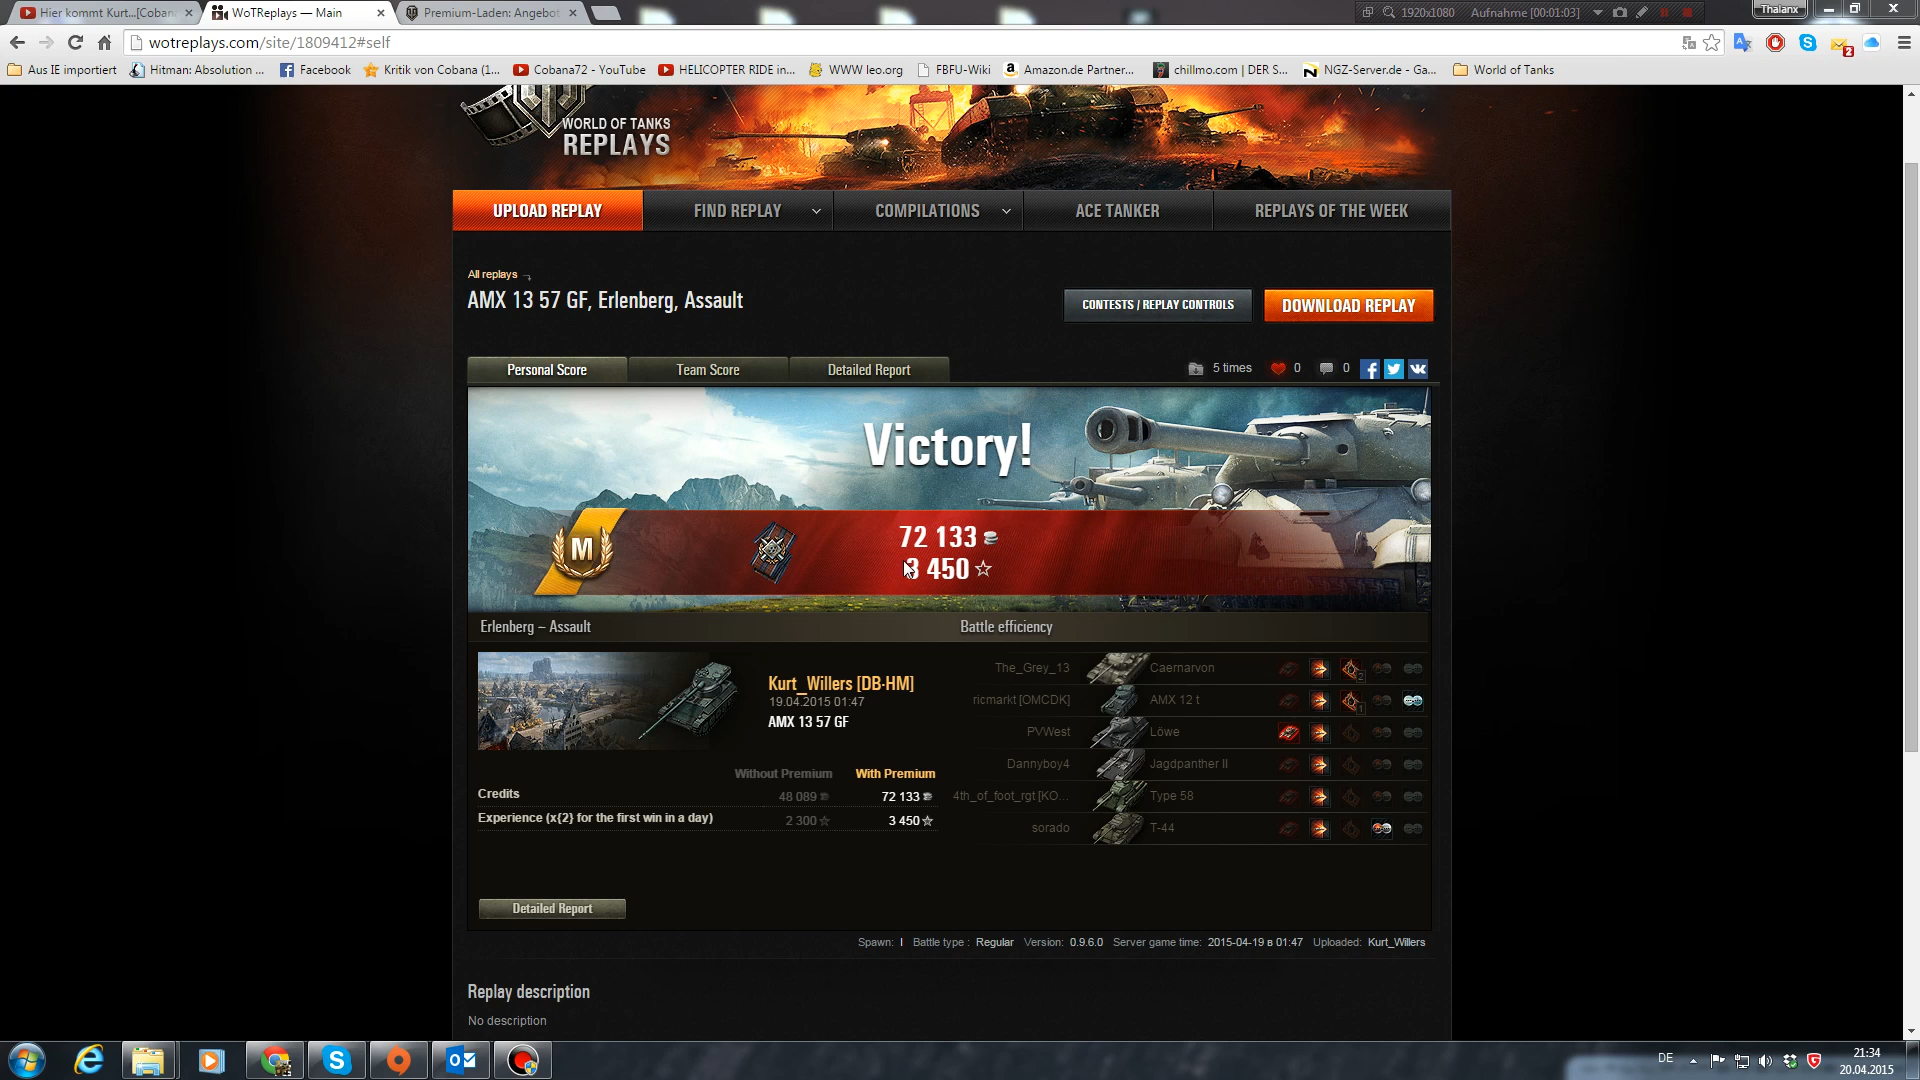 Hier kommt Kurt...[Cobana
WoTReplays — Main
Premium-Laden: Angebot
1920x1080
Aufnahme [00:01:03]
Thalanx
wotreplays.com/site/1809412#self
2
Aus IE importiert
Hitman: Absolution ...
Facebook
Kritik von Cobana (1...
Cobana72 - YouTube
HELICOPTER RIDE in...
WWW leo.org
FBFU-Wiki
Amazon.de Partner...
chillmo.com | DER S...
NGZ-Server.de - Ga...
World of Tanks
WORLD OF TANKS
REPLAYS
UPLOAD REPLAY
FIND REPLAY
COMPILATIONS
ACE TANKER
REPLAYS OF THE WEEK
All replays
AMX 13 57 GF, Erlenberg, Assault
CONTESTS / REPLAY CONTROLS
DOWNLOAD REPLAY
Personal Score
Team Score
Detailed Report
5 times
0
0
Victory!
M
72 133
3 450
Erlenberg – Assault
Battle efficiency
Kurt_Willers [DB-HM]
19.04.2015 01:47
AMX 13 57 GF
Without Premium With Premium
Credits 48 089 72 133
Experience (x{2} for the first win in a day) 2 300 3 450
The_Grey_13 Caernarvon 2
ricmarkt [OMCDK] AMX 12 t 1
PVWest Löwe
Dannyboy4 Jagdpanther II
4th_of_foot_rgt [KO... Type 58
sorado T-44
Detailed Report
Spawn: I Battle type : Regular Version: 0.9.6.0 Server game time: 2015-04-19 в 01:47 Uploaded: Kurt_Willers
Replay description
No description
DE
21:34
20.04.2015